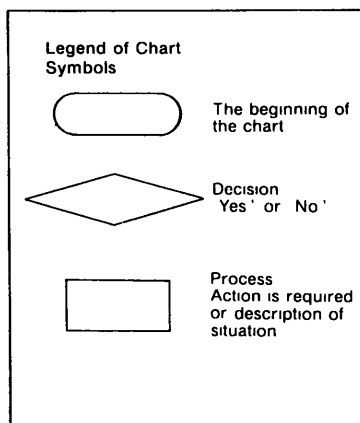 Legend of Chart
Symbols
The beginning of
the chart
Decision
Yes' or No'
Process
Action is required
or description of
situation